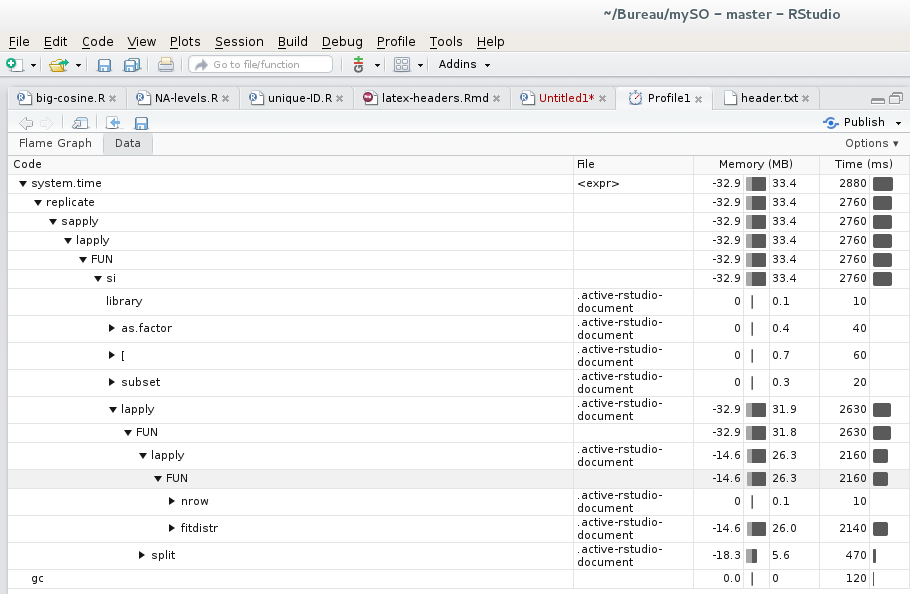 ~/Bureau/mySO − master − RStudio
File Edit Code View Plots Session Build Debug Profile Tools Help
Go to file/function Addins
big-cosine.R NA-levels.R unique-ID.R latex-headers.Rmd Untitled1* Profile1 header.txt
Publish
Flame Graph Data Options
Code File Memory (MB) Time (ms)
system.time <expr> -32.9 33.4 2880
replicate -32.9 33.4 2760
sapply -32.9 33.4 2760
lapply -32.9 33.4 2760
FUN -32.9 33.4 2760
si -32.9 33.4 2760
library .active-rstudio- 0 0.1 10
document
as.factor .active-rstudio- 0 0.4 40
document
[ .active-rstudio- 0 0.7 60
document
subset .active-rstudio- 0 0.3 20
document
lapply .active-rstudio- -32.9 31.9 2630
document
FUN -32.9 31.8 2630
lapply .active-rstudio- -14.6 26.3 2160
document
FUN -14.6 26.3 2160
nrow .active-rstudio- 0 0.1 10
document
fitdistr .active-rstudio- -14.6 26.0 2140
document
split .active-rstudio- -18.3 5.6 470
document
gc 0.0 0 120